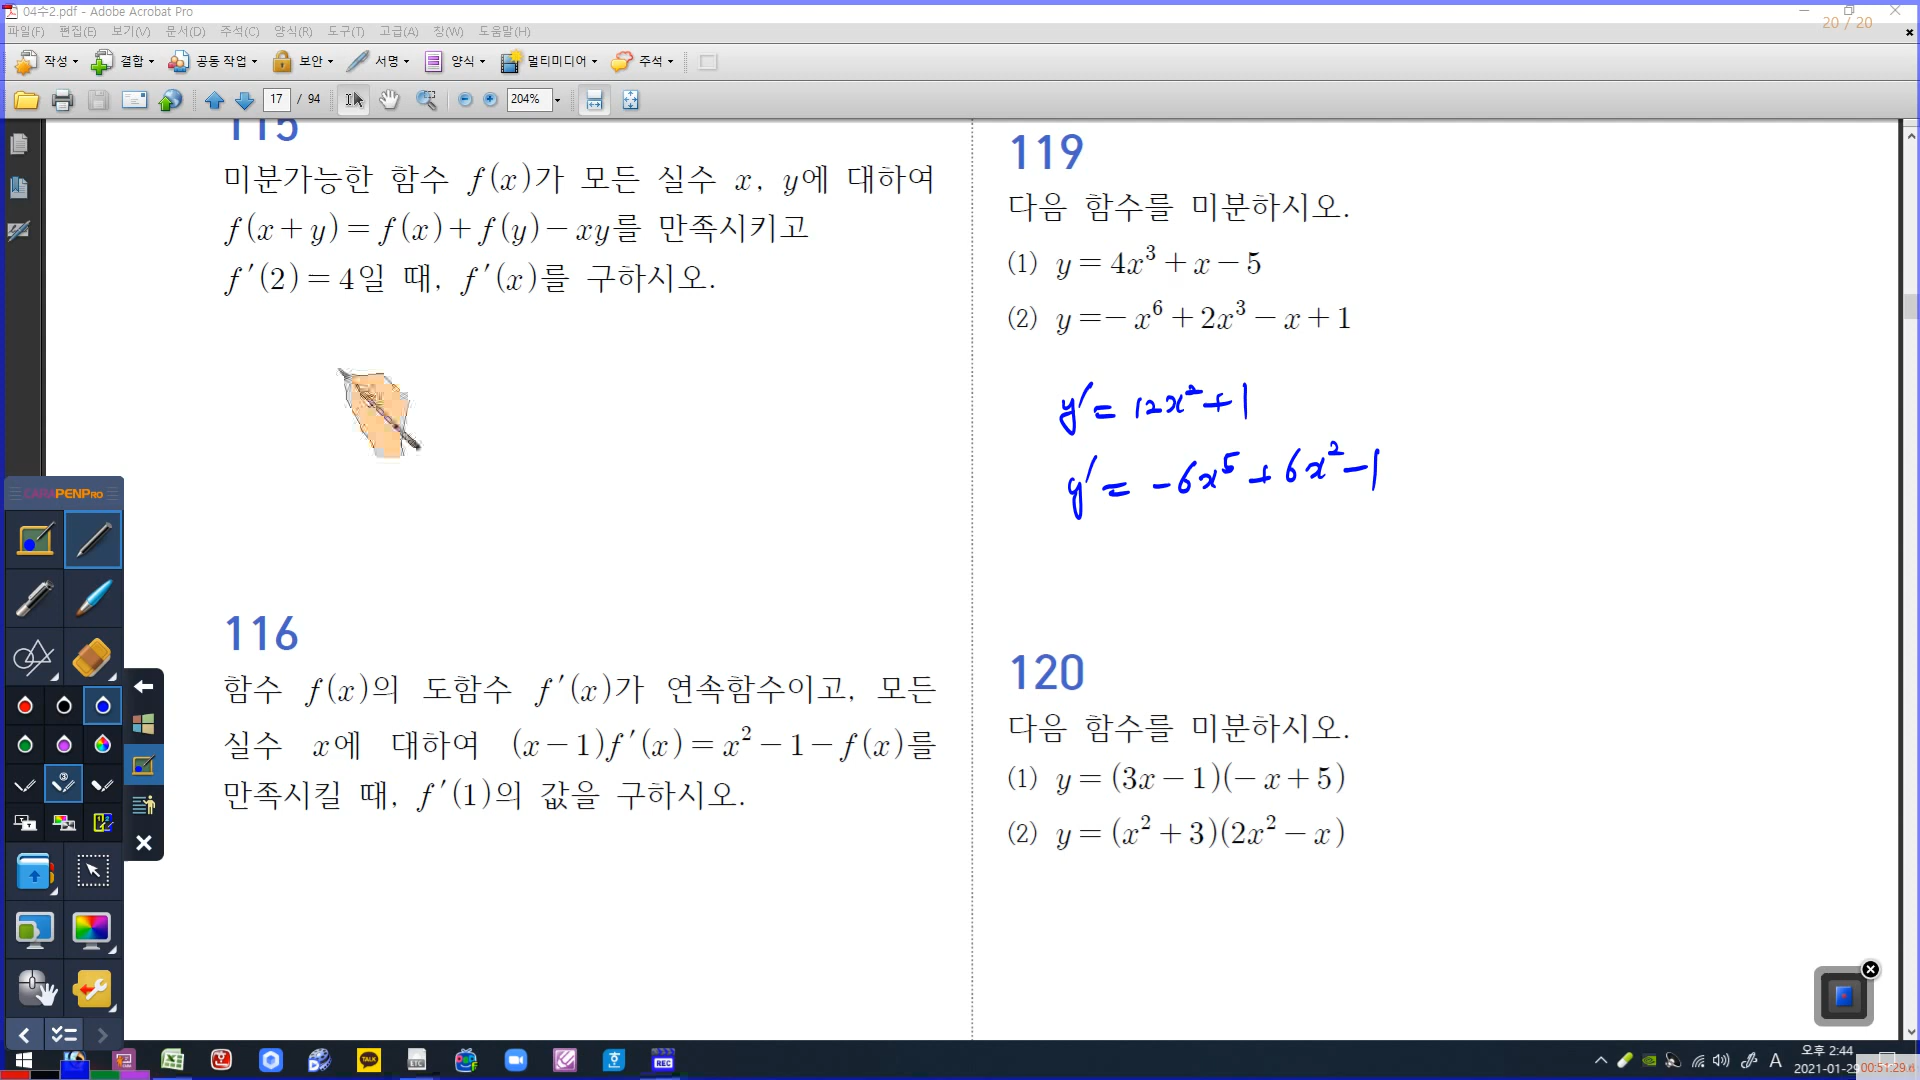 04수2.pdf - Adobe Acrobat Pro
20 / 20
파일(F) 편집(E) 보기(V) 문서(D) 주석(C) 양식(R) 도구(T) 고급(A) 창(W) 도움말(H)
작성 결합 공동 작업 보안 서명 양식 멀티미디어 주석
17 / 94 204%
115
미분가능한 함수 f(x)가 모든 실수 x, y에 대하여
f(x+y)=f(x)+f(y)-xy를 만족시키고
f′(2)=4일 때, f′(x)를 구하시오.
116
함수 f(x)의 도함수 f′(x)가 연속함수이고, 모든
실수 x에 대하여 (x-1)f′(x)=x²-1-f(x)를
만족시킬 때, f′(1)의 값을 구하시오.
119
다음 함수를 미분하시오.
(1) y=4x³+x-5
(2) y=-x⁶+2x³-x+1
y′= 12x²+1
y′= -6x⁵+6x²-1
120
다음 함수를 미분하시오.
(1) y=(3x-1)(-x+5)
(2) y=(x²+3)(2x²-x)
CARAPENPRO
TALK
REC
A
오후 2:44
2021-01-29
00:51:29.6